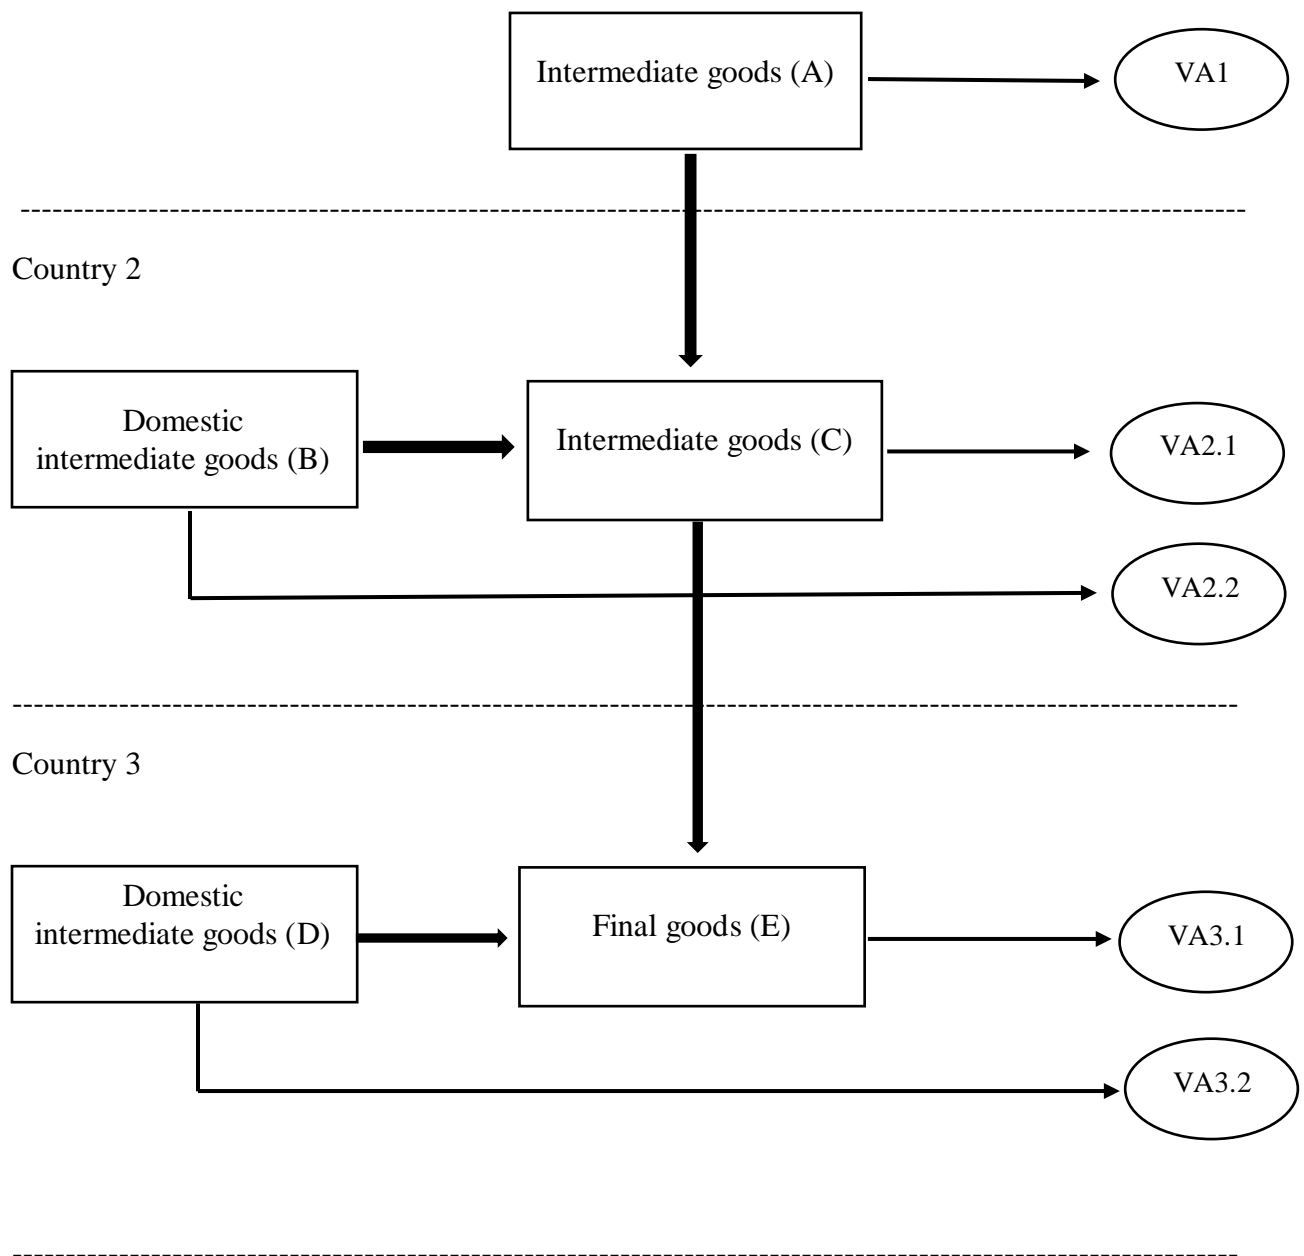 Intermediate goods (A)
VA1
Country 2
Domestic
intermediate goods (B)
Intermediate goods (C)
VA2.1
VA2.2
Country 3
Domestic
intermediate goods (D)
Final goods (E)
VA3.1
VA3.2